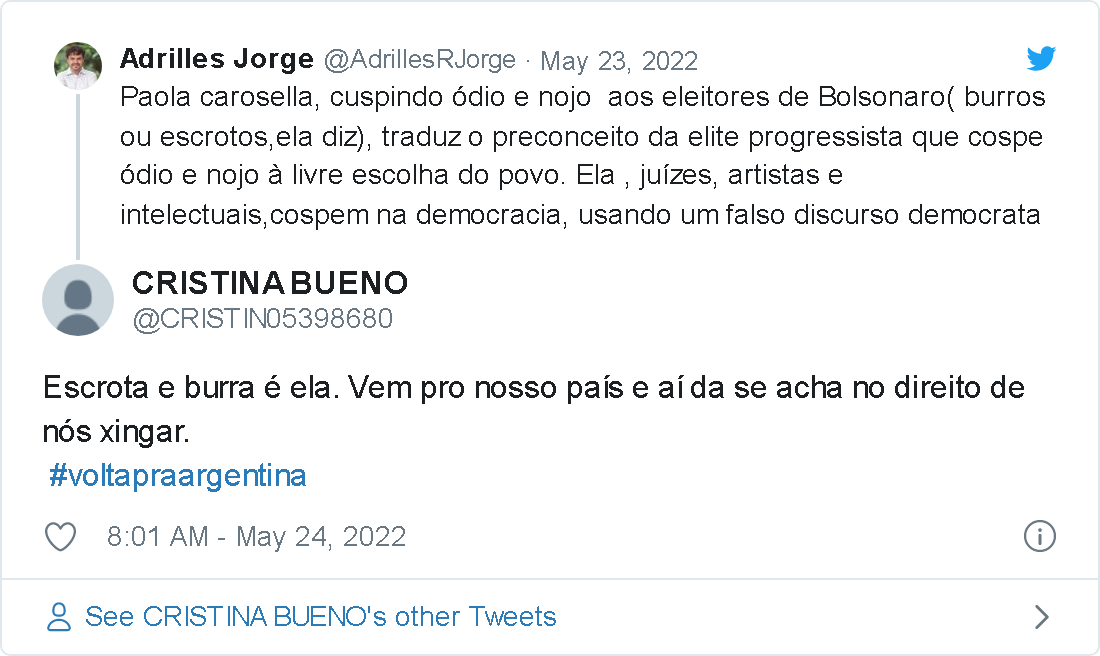 Adrilles Jorge @AdrillesRJorge · May 23, 2022
Paola carosella, cuspindo ódio e nojo  aos eleitores de Bolsonaro( burros
ou escrotos,ela diz), traduz o preconceito da elite progressista que cospe
ódio e nojo à livre escolha do povo. Ela , juízes, artistas e
intelectuais,cospem na democracia, usando um falso discurso democrata
CRISTINA BUENO
@CRISTIN05398680
Escrota e burra é ela. Vem pro nosso país e aí da se acha no direito de
nós xingar.
#voltapraargentina
8:01 AM - May 24, 2022
See CRISTINA BUENO's other Tweets